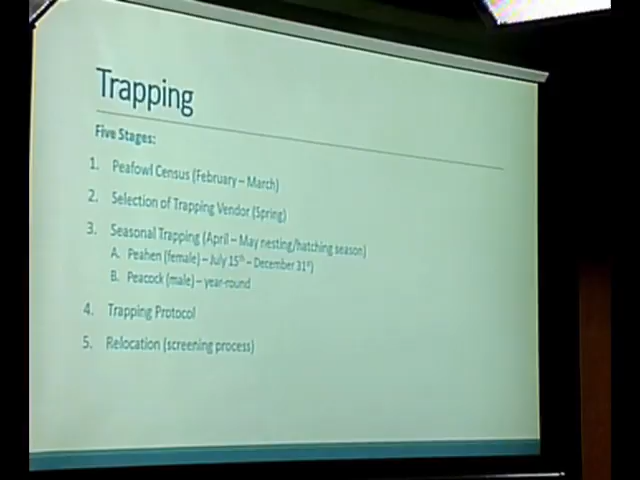 Trapping
Five Stages:
1. Peafowl Census (February – March)
2. Selection of Trapping Vendor (Spring)
3. Seasonal Trapping (April – May nesting/hatching season)
A. Peahen (female) – July 15th – December 31st)
B. Peacock (male) – year-round
4. Trapping Protocol
5. Relocation (screening process)